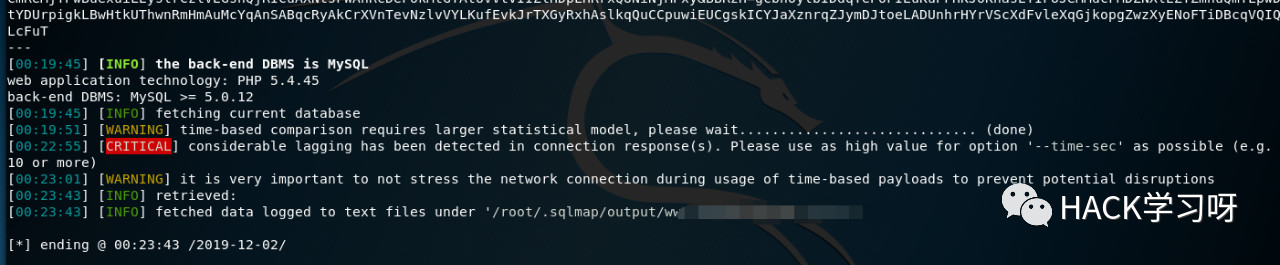 LcFuT
---
[00:19:45] [INFO] the back-end DBMS is MySQL
web application technology: PHP 5.4.45
back-end DBMS: MySQL >= 5.0.12
[00:19:45] [INFO] fetching current database
[00:19:51] [WARNING] time-based comparison requires larger statistical model, please wait............................ (done)
[00:22:55] [CRITICAL] considerable lagging has been detected in connection response(s). Please use as high value for option '--time-sec' as possible (e.g.
10 or more)
[00:23:01] [WARNING] it is very important to not stress the network connection during usage of time-based payloads to prevent potential disruptions
[00:23:43] [INFO] retrieved:
[00:23:43] [INFO] fetched data logged to text files under '/root/.sqlmap/output/
HACK学习呀
[*] ending @ 00:23:43 /2019-12-02/